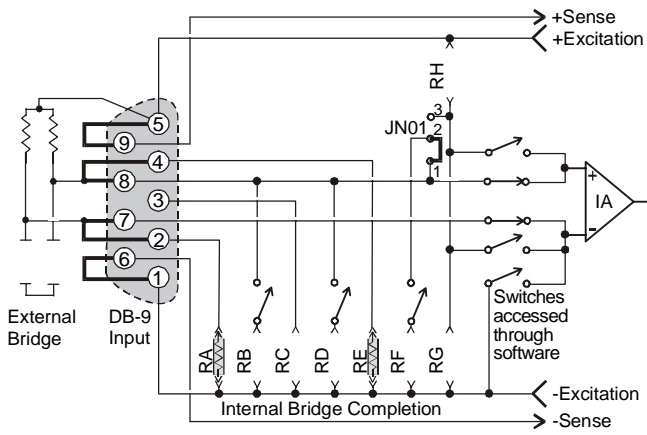 +Sense
+Excitation
RH
JN01
3
2
1
5
9
4
8
3
7
2
6
1
+
IA
-
External
Bridge
DB-9
Input
RA
RB
RC
RD
RE
RF
RG
Switches
accessed
through
software
Internal Bridge Completion
-Excitation
-Sense